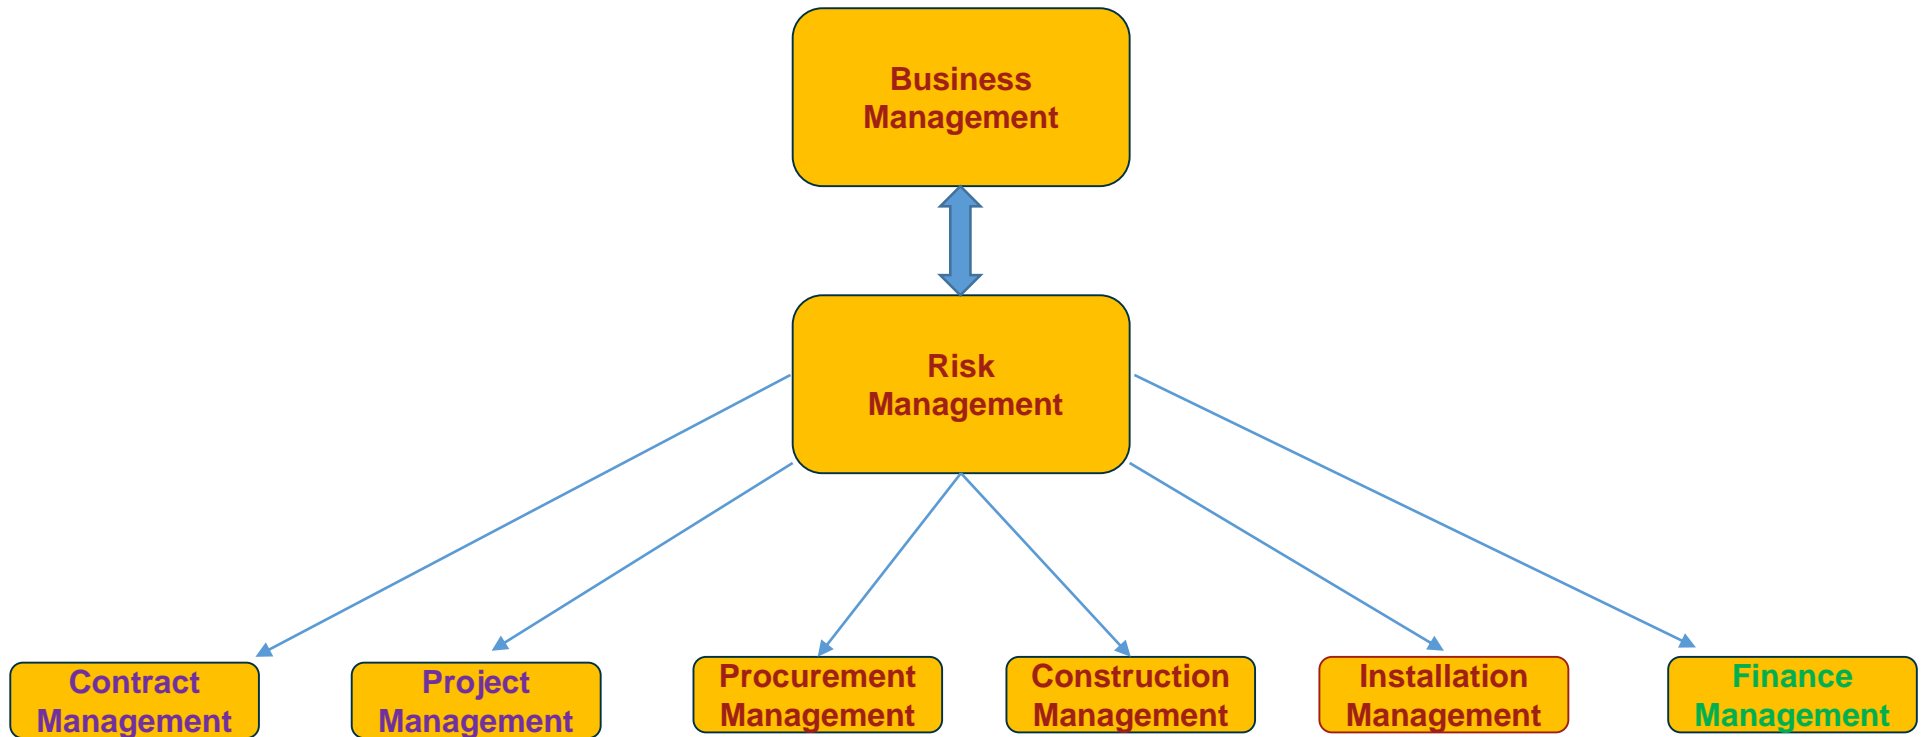 Business
Management
Risk
Management
Contract
Management
Project
Management
Procurement
Management
Construction
Management
Installation
Management
Finance
Management